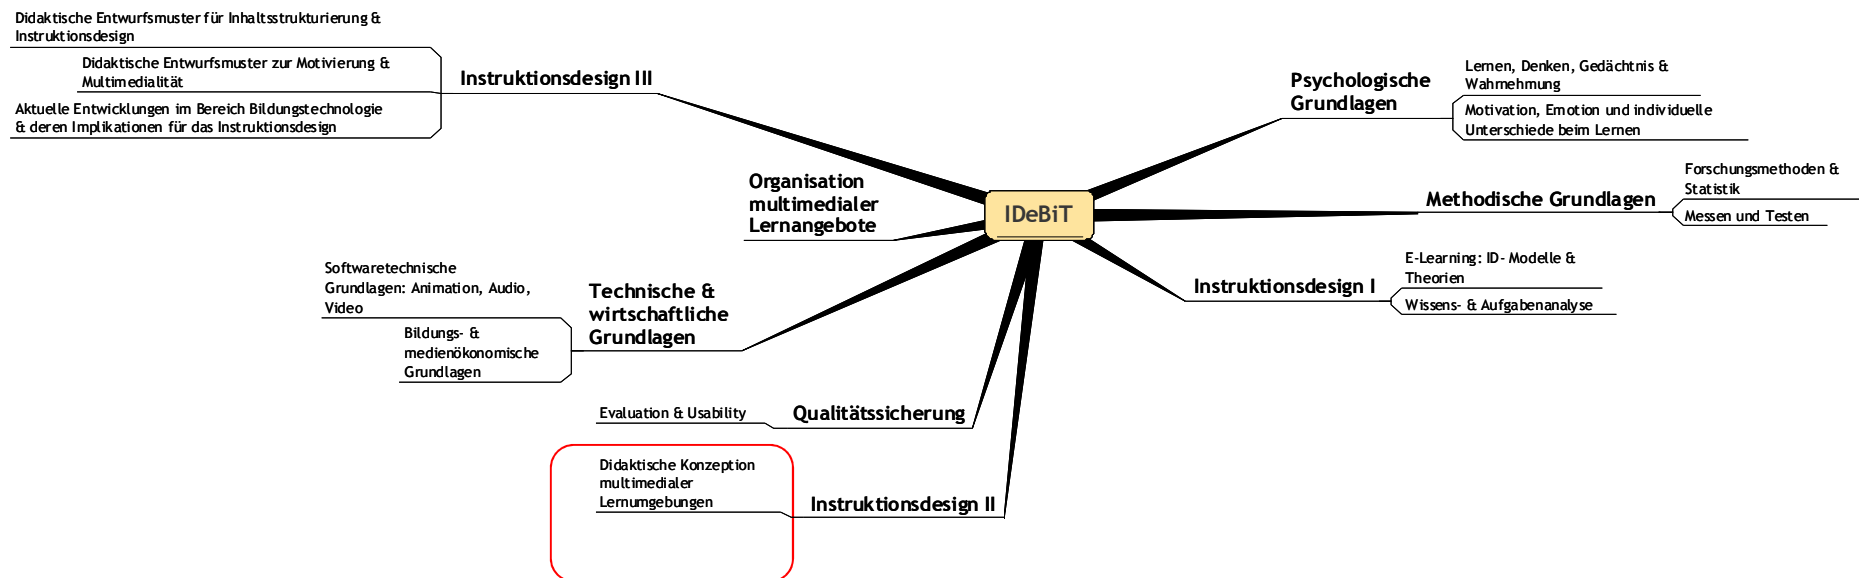 Didaktische Entwurfsmuster für Inhaltsstrukturierung &
Instruktionsdesign
Didaktische Entwurfsmuster zur Motivierung &
Multimedialität
Aktuelle Entwicklungen im Bereich Bildungstechnologie
& deren Implikationen für das Instruktionsdesign
Instruktionsdesign III
Organisation
multimedialer
Lernangebote
Softwaretechnische
Grundlagen: Animation, Audio,
Video
Bildungs- &
medienökonomische
Grundlagen
Technische &
wirtschaftliche
Grundlagen
Evaluation & Usability
Qualitätssicherung
Didaktische Konzeption
multimedialer
Lernumgebungen
Instruktionsdesign II
IDeBiT
Psychologische
Grundlagen
Lernen, Denken, Gedächtnis &
Wahrnehmung
Motivation, Emotion und individuelle
Unterschiede beim Lernen
Methodische Grundlagen
Forschungsmethoden &
Statistik
Messen und Testen
Instruktionsdesign I
E-Learning: ID- Modelle &
Theorien
Wissens- & Aufgabenanalyse